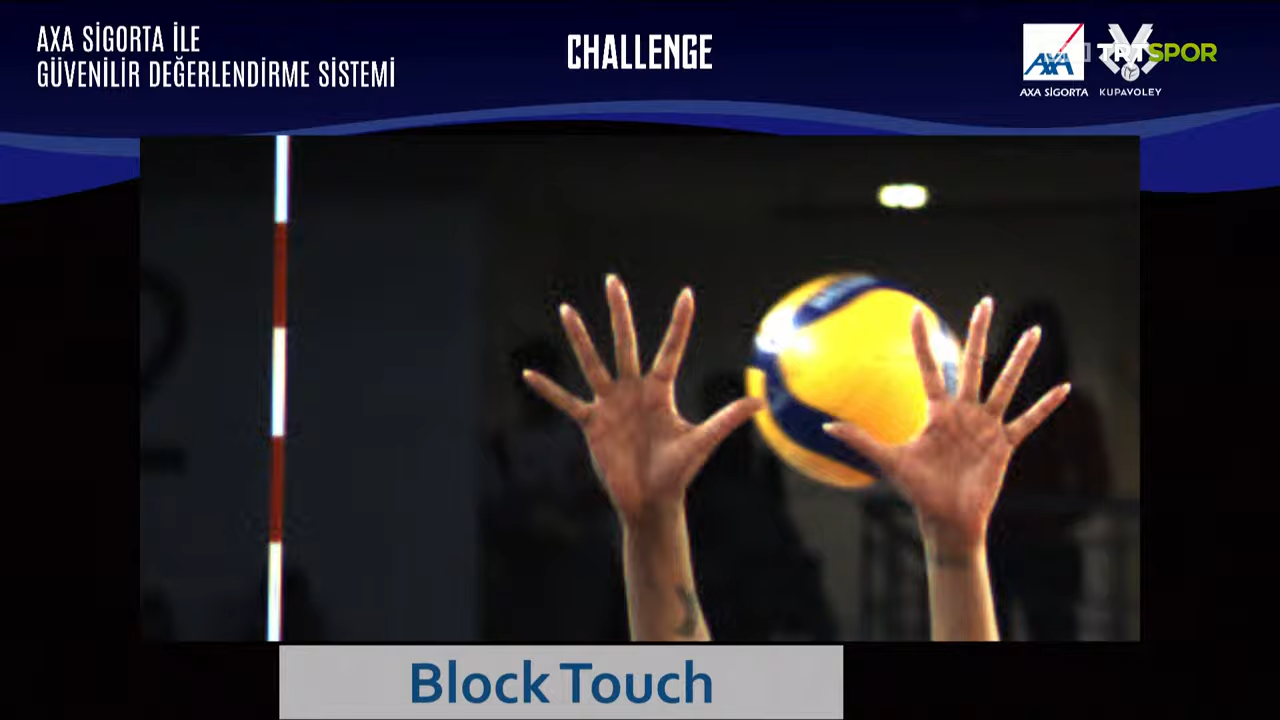 AXA SİGORTA İLE
GÜVENİLİR DEĞERLENDİRME SİSTEMİ
CHALLENGE
AXA
TRT SPOR
AXA SİGORTA
KUPAVOLEY
Block Touch